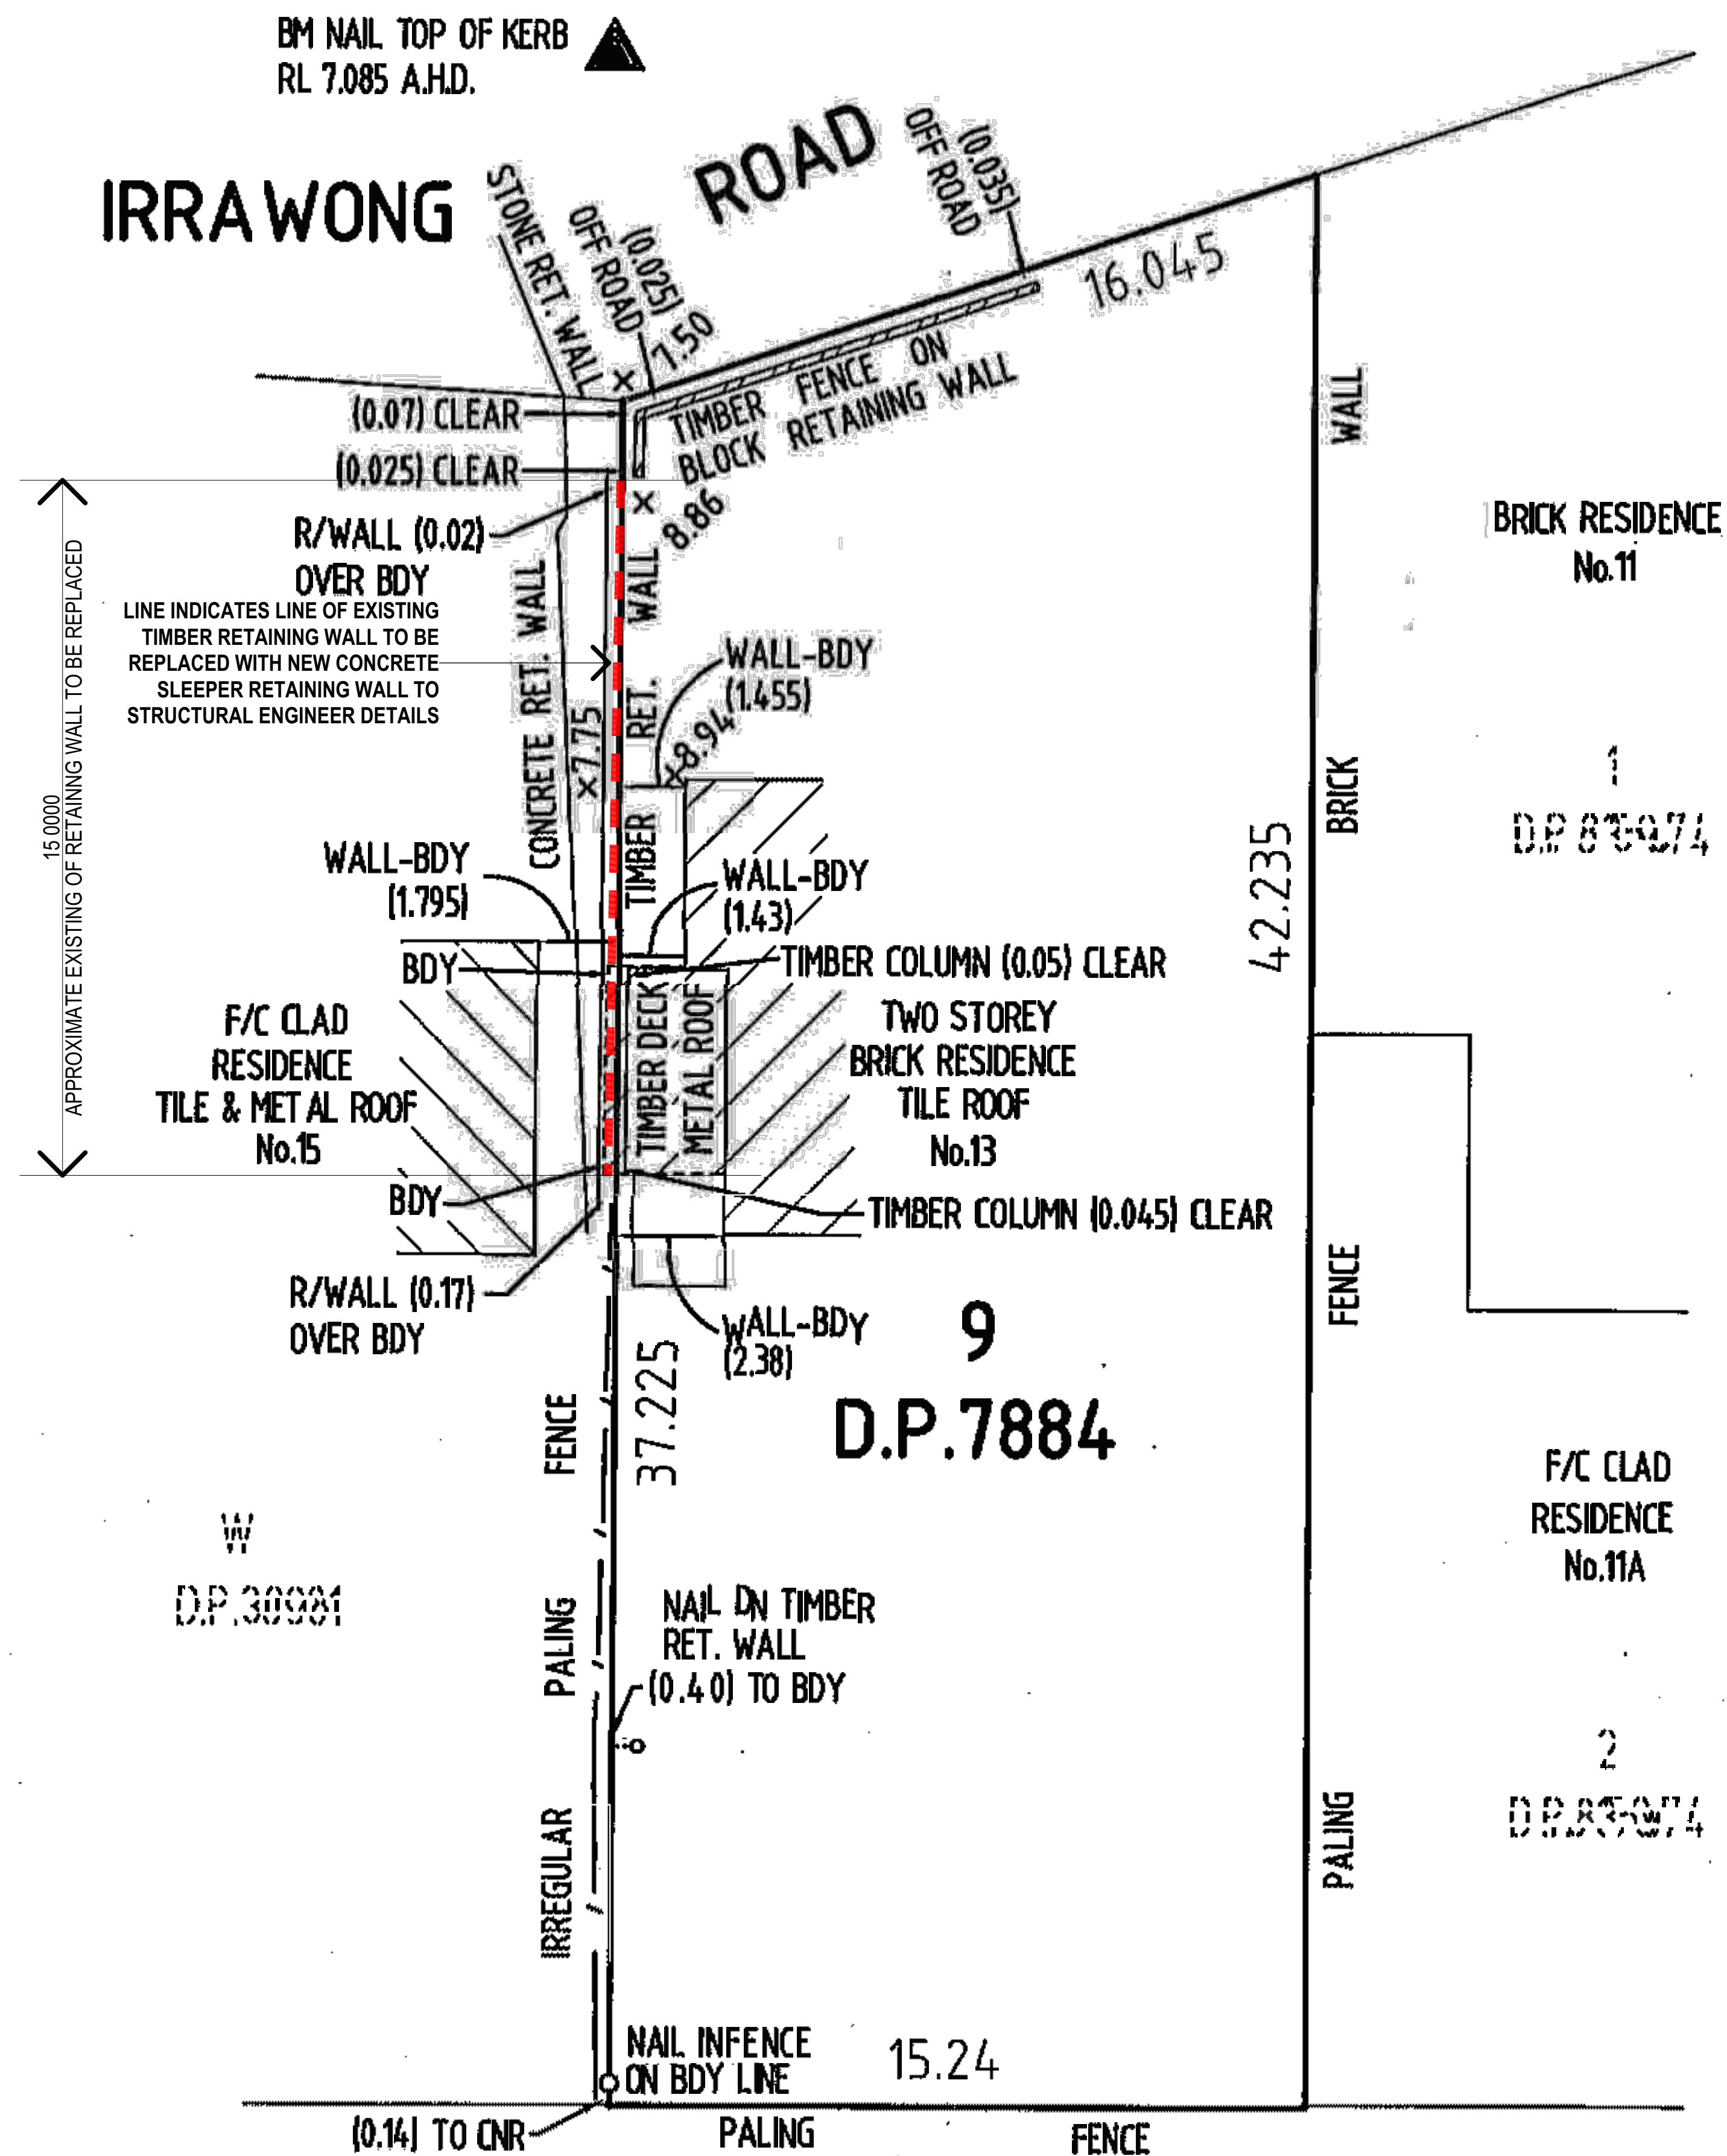 BM NAIL TOP OF KERB
RL 7.085 A.H.D.
IRRAWONG
ROAD
STONE RET. WALL
OFF ROAD
(0.025)
OFF ROAD
(0.035)
7.50
16.045
TIMBER FENCE ON
BLOCK RETAINING WALL
(0.07) CLEAR
(0.025) CLEAR
R/WALL (0.02)
OVER BDY
8.86
LINE INDICATES LINE OF EXISTING
TIMBER RETAINING WALL TO BE
REPLACED WITH NEW CONCRETE
SLEEPER RETAINING WALL TO
STRUCTURAL ENGINEER DETAILS
15 0000
APPROXIMATE EXISTING OF RETAINNG WALL TO BE REPLACED
CONCRETE RET. WALL
7.75
TIMBER RET. WALL
WALL-BDY
(1.455)
8.94
WALL-BDY
(1.795)
WALL-BDY
(1.43)
BDY
TIMBER COLUMN (0.05) CLEAR
F/C CLAD
RESIDENCE
TILE & METAL ROOF
No.15
TIMBER DECK
METAL ROOF
TWO STOREY
BRICK RESIDENCE
TILE ROOF
No.13
BDY
TIMBER COLUMN (0.045) CLEAR
R/WALL (0.17)
OVER BDY
WALL-BDY
(2.38)
9
D.P.7884
37.225
42.235
BRICK WALL
BRICK RESIDENCE
No.11
1
PALING FENCE
F/C CLAD
RESIDENCE
No.11A
2
W
D.P.30981
IRREGULAR PALING FENCE
NAIL DN TIMBER
RET. WALL
(0.40) TO BDY
NAIL INFENCE
ON BDY LINE
15.24
(0.14) TO CNR
PALING FENCE